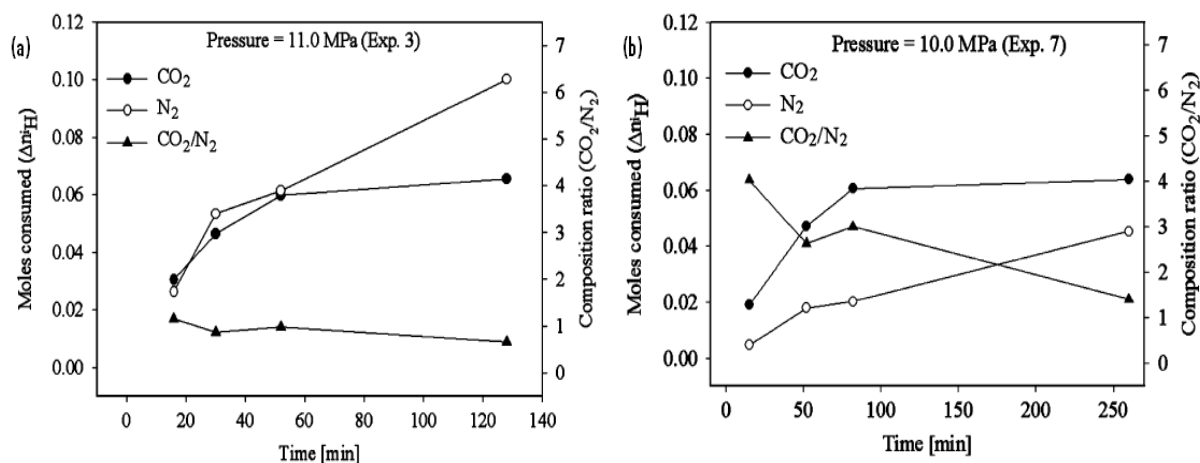 (a)
Pressure = 11.0 MPa (Exp. 3)
CO₂
N₂
CO₂/N₂
Moles consumed (ΔnⁱH)
0.12
0.10
0.08
0.06
0.04
0.02
0.00
Composition ratio (CO₂/N₂)
7
6
5
4
3
2
1
0
0 20 40 60 80 100 120 140
Time [min]
(b)
Pressure = 10.0 MPa (Exp. 7)
CO₂
N₂
CO₂/N₂
Moles consumed (ΔnⁱH)
0.12
0.10
0.08
0.06
0.04
0.02
0.00
Composition ratio (CO₂/N₂)
7
6
5
4
3
2
1
0
0 50 100 150 200 250
Time [min]